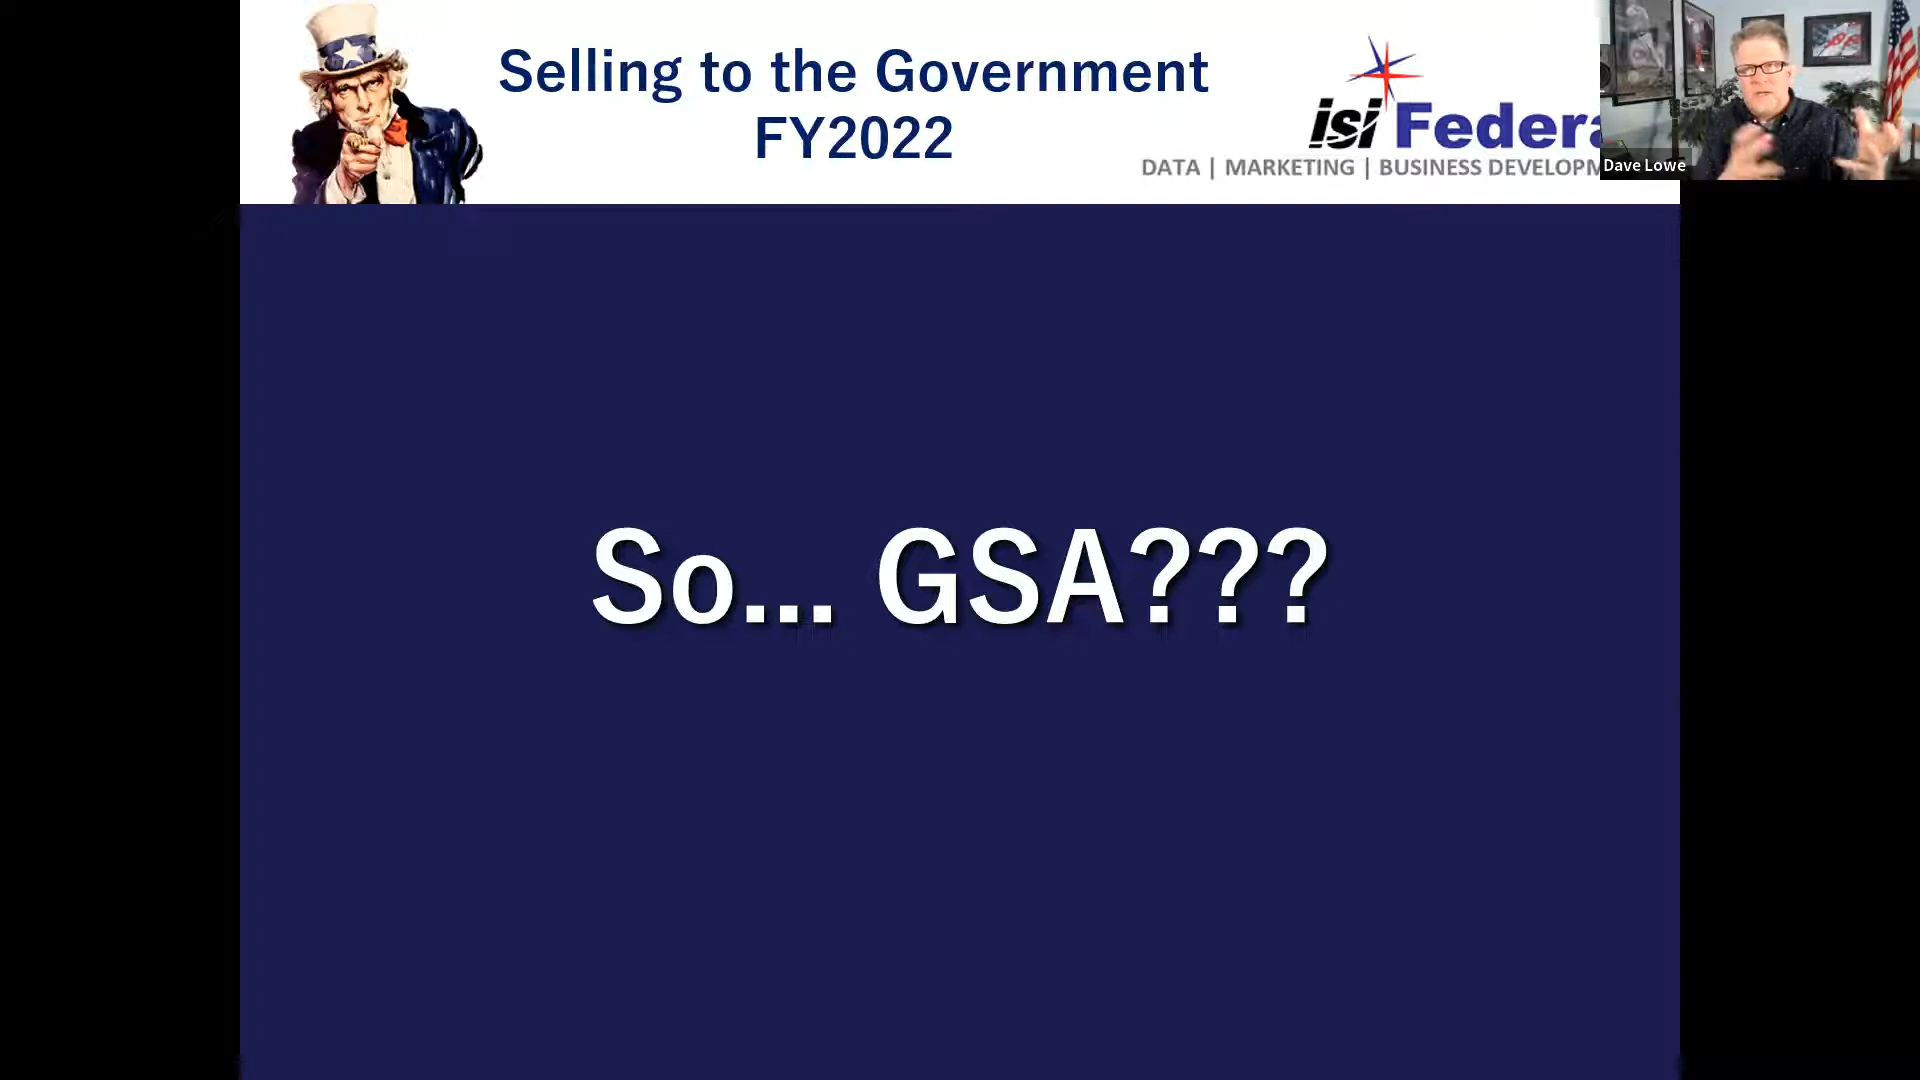 Selling to the Government
FY2022
isi Federa
DATA | MARKETING | BUSINESS DEVELOPM
Dave Lowe
So... GSA???